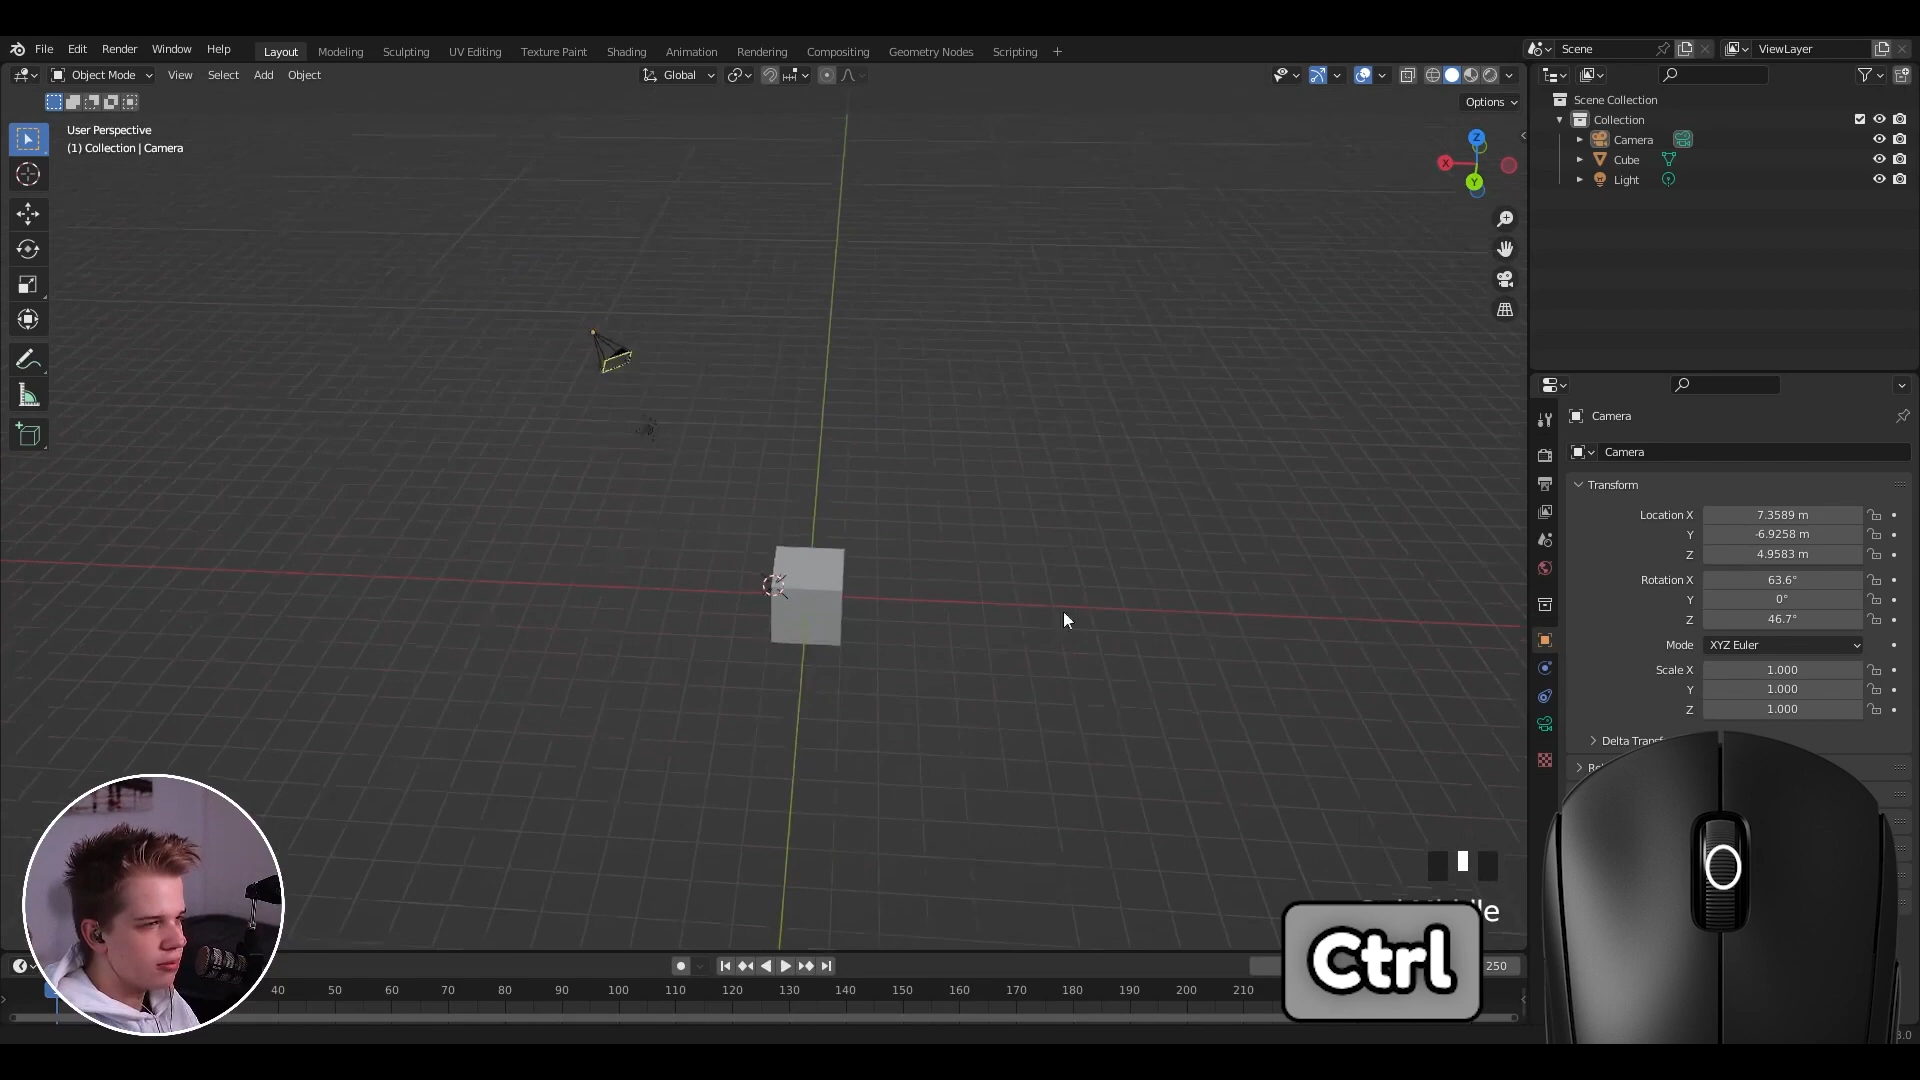 File Edit Render Window Help Layout Modeling Sculpting UV Editing Texture Paint Shading Animation Rendering Compositing Geometry Nodes Scripting + Scene ViewLayer
Object Mode View Select Add Object Global
Options
User Perspective
(1) Collection | Camera
Z
X
Y
Scene Collection
Collection
Camera
Cube
Light
Camera
Camera
Transform
Location X 7.3589 m
Y -6.9258 m
Z 4.9583 m
Rotation X 63.6°
Y 0°
Z 46.7°
Mode XYZ Euler
Scale X 1.000
Y 1.000
Z 1.000
Delta Transf
Ctrl
250
40 50 60 70 80 90 100 110 120 130 140 150 160 170 180 190 200 210